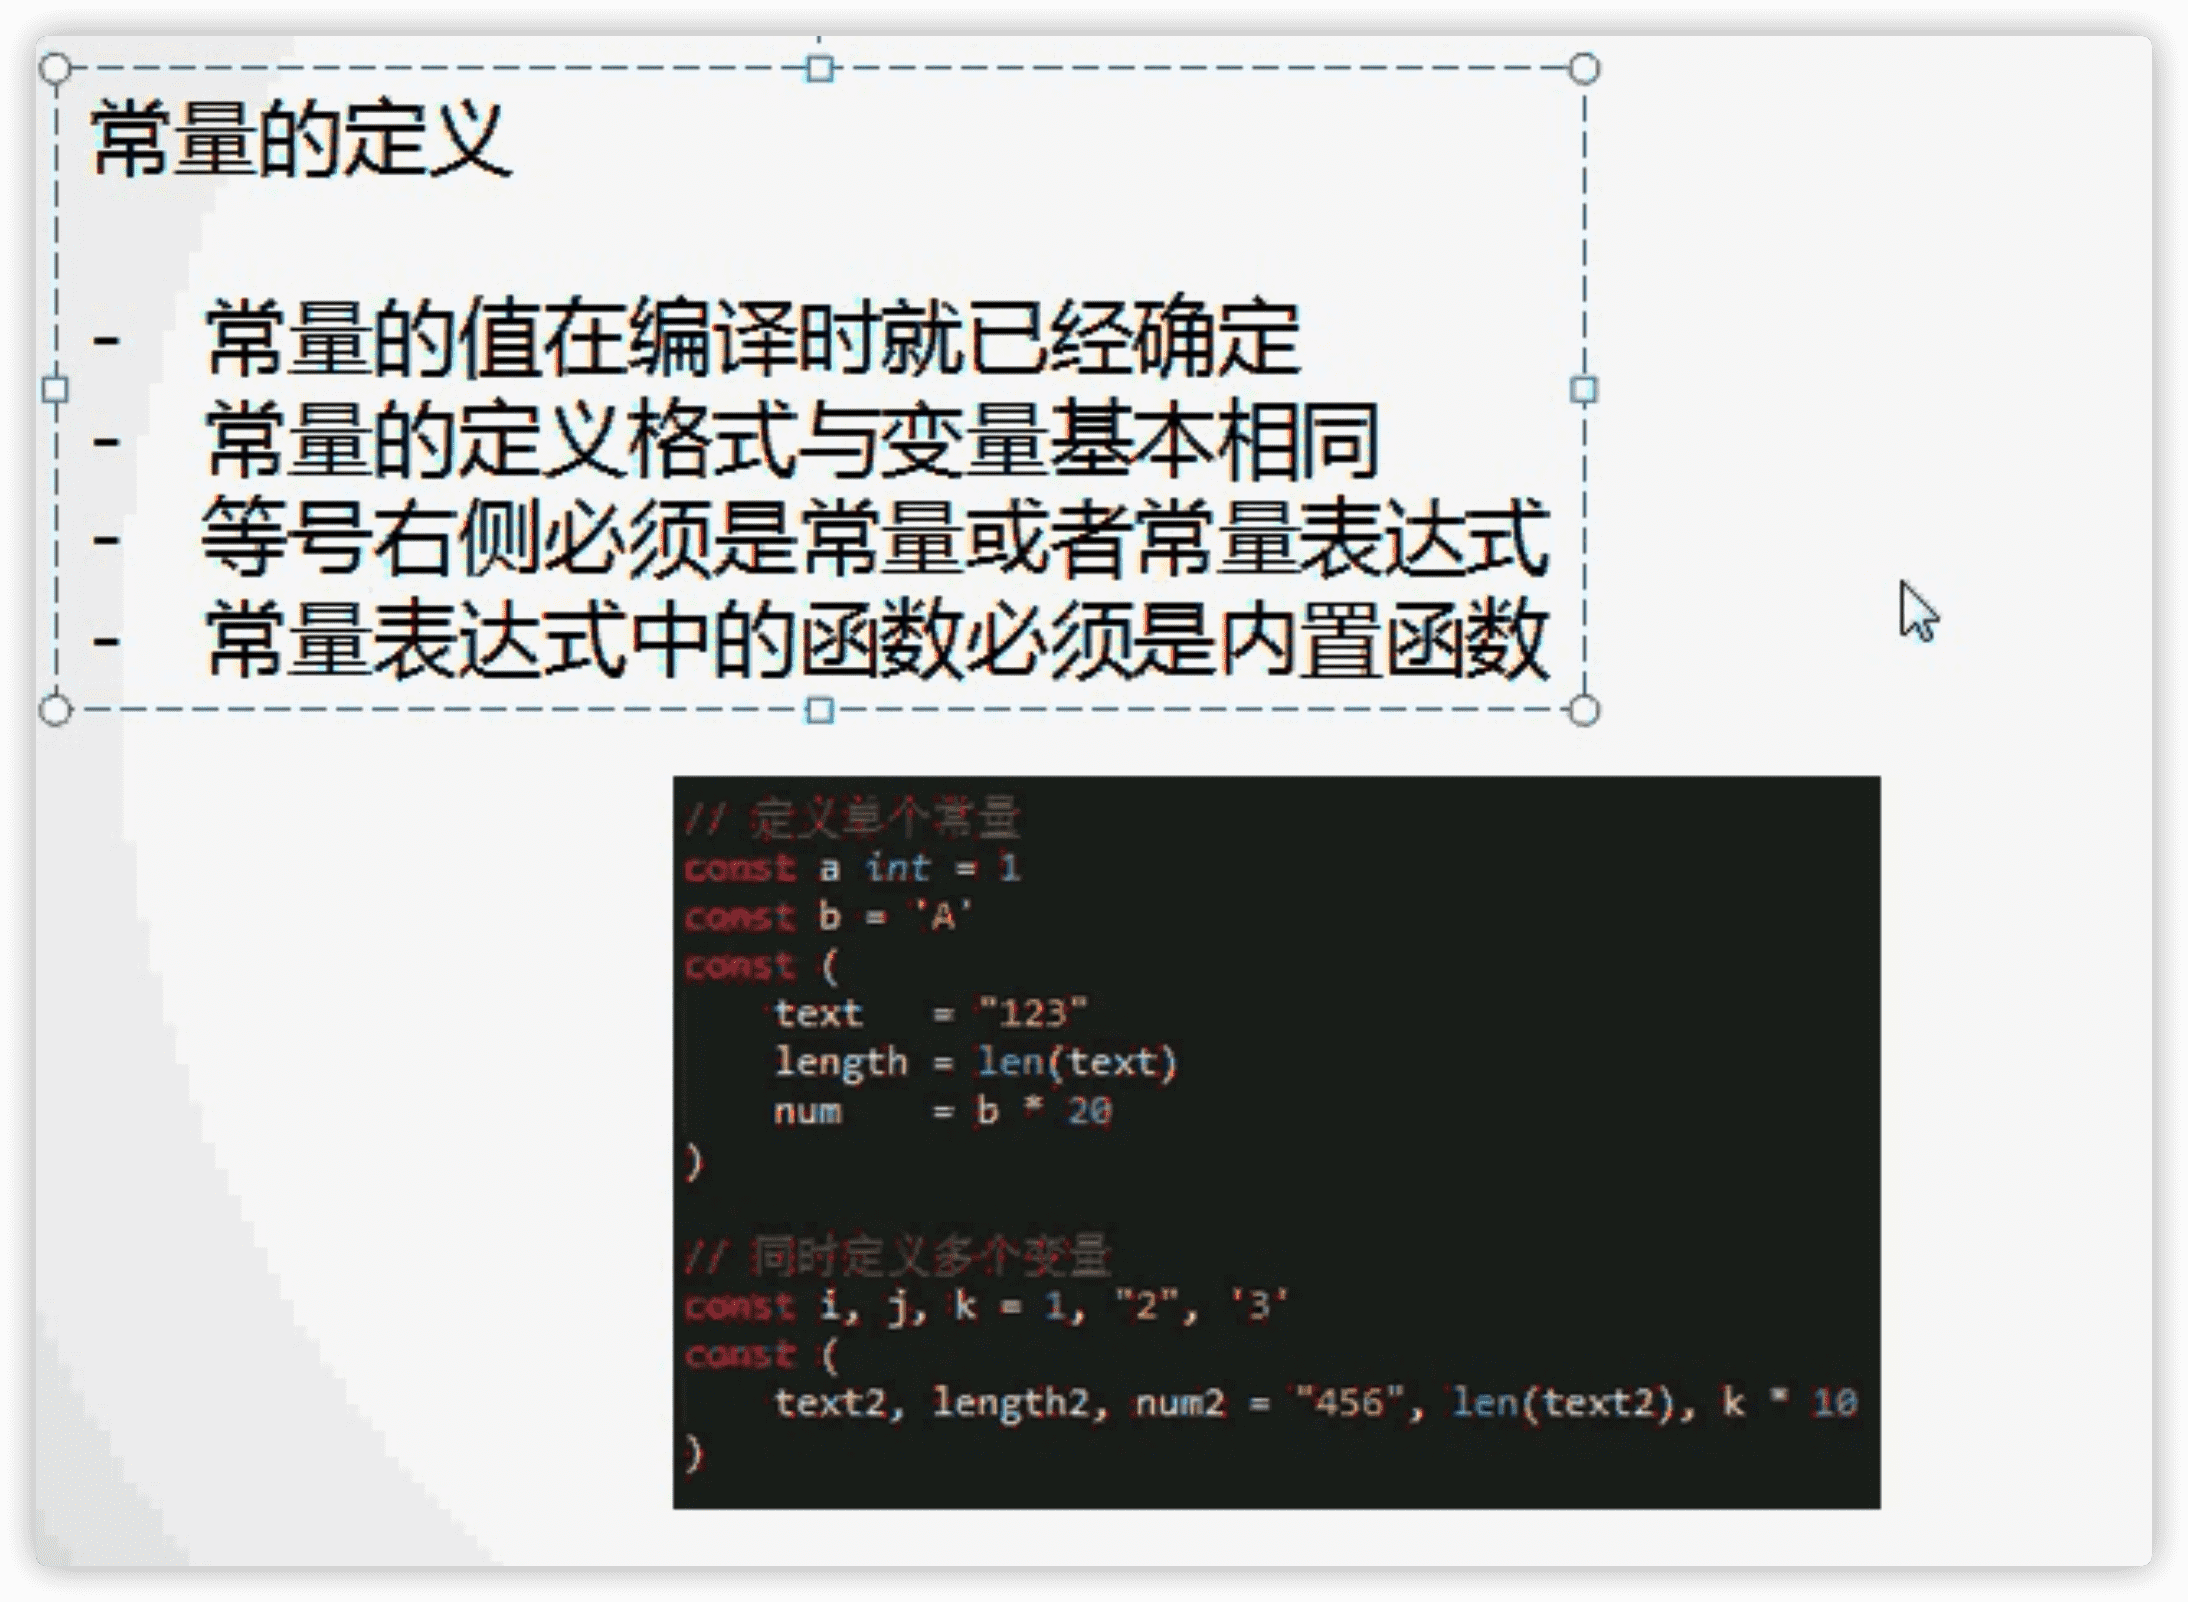 常量的定义
- 常量的值在编译时就已经确定
- 常量的定义格式与变量基本相同
- 等号右侧必须是常量或者常量表达式
- 常量表达式中的函数必须是内置函数
// 定义单个常量
const a int = 1
const b = 'A'
const (
    text   = "123"
    length = len(text)
    num    = b * 20
)
// 同时定义多个变量
const i, j, k = 1, "2", '3'
const (
    text2, length2, num2 = "456", len(text2), k * 10
)